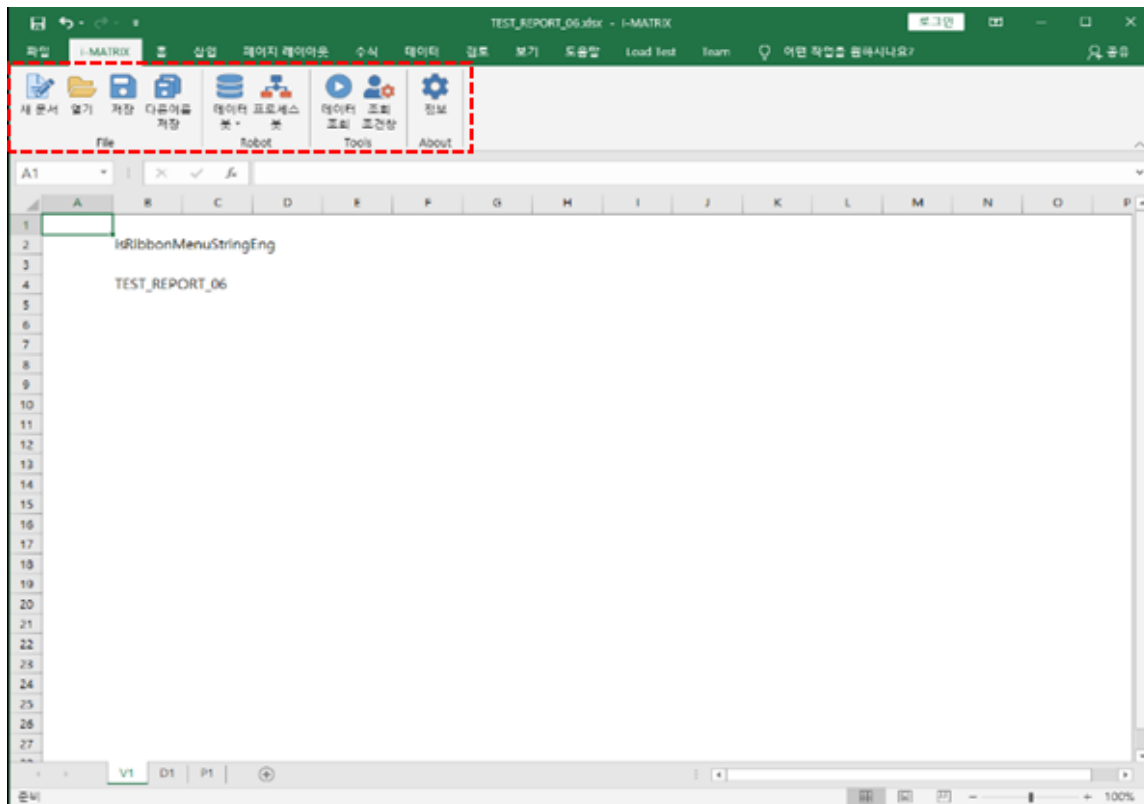 TEST_REPORT_06.xlsx - i-MATRIX
로그인
파일 i-MATRIX 홈 삽입 페이지 레이아웃 수식 데이터 검토 보기 도움말 Load Test Team 어떤 작업을 원하시나요? 공유
새 문서 열기 저장 다른이름 저장 데이터 봇 프로세스 봇 데이터 조회 조회 조건창 정보
File Robot Tools About
A1 fx
A B C D E F G H I J K L M N O P
1
2 isRibbonMenuStringEng
3
4 TEST_REPORT_06
5
6
7
8
9
10
11
12
13
14
15
16
17
18
19
20
21
22
23
24
25
26
27
V1 D1 P1
준비 100%